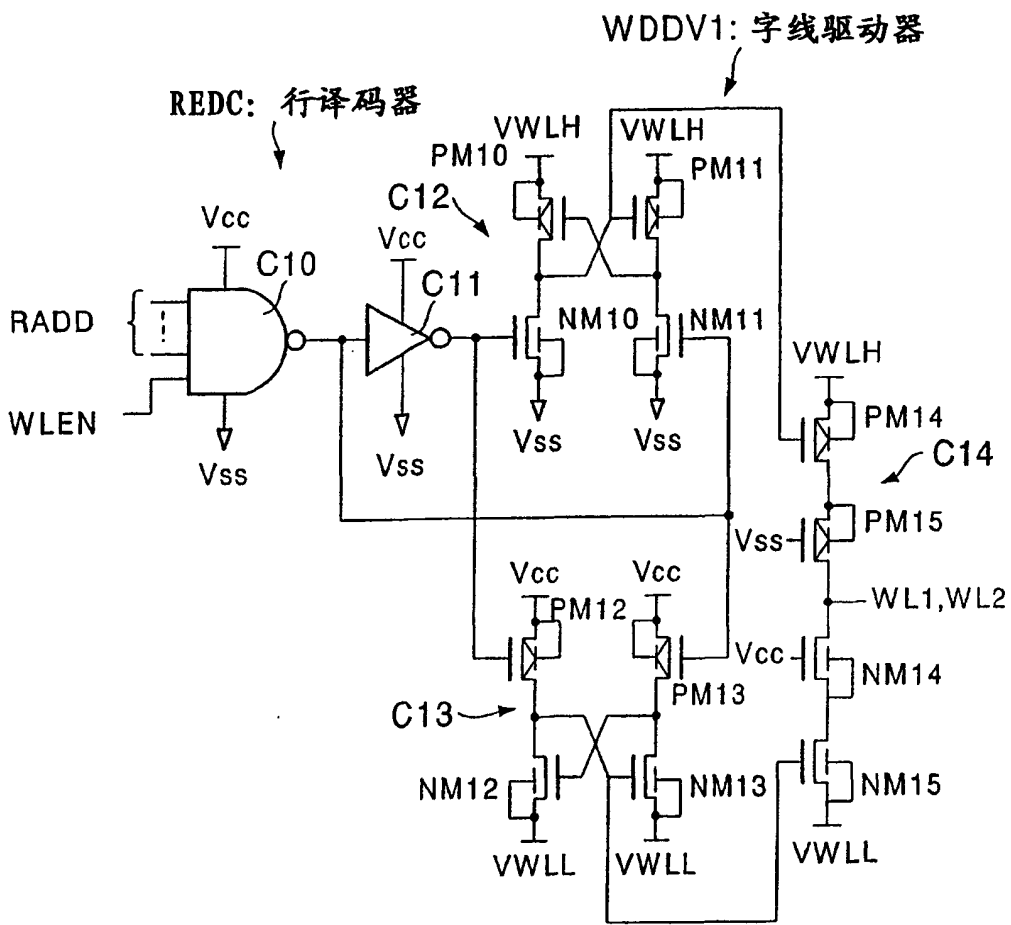 WDDV1: 字线驱动器
REDC: 行译码器
VWLH
VWLH
PM10
PM11
C12
Vcc
Vcc
C10
C11
RADD
NM10
NM11
WLEN
Vss
Vss
Vss
Vss
VWLH
PM14
C14
PM15
Vss
Vcc
Vcc
PM12
WL1,WL2
Vcc
NM14
PM13
C13
NM12
NM13
NM15
VWLL
VWLL
VWLL